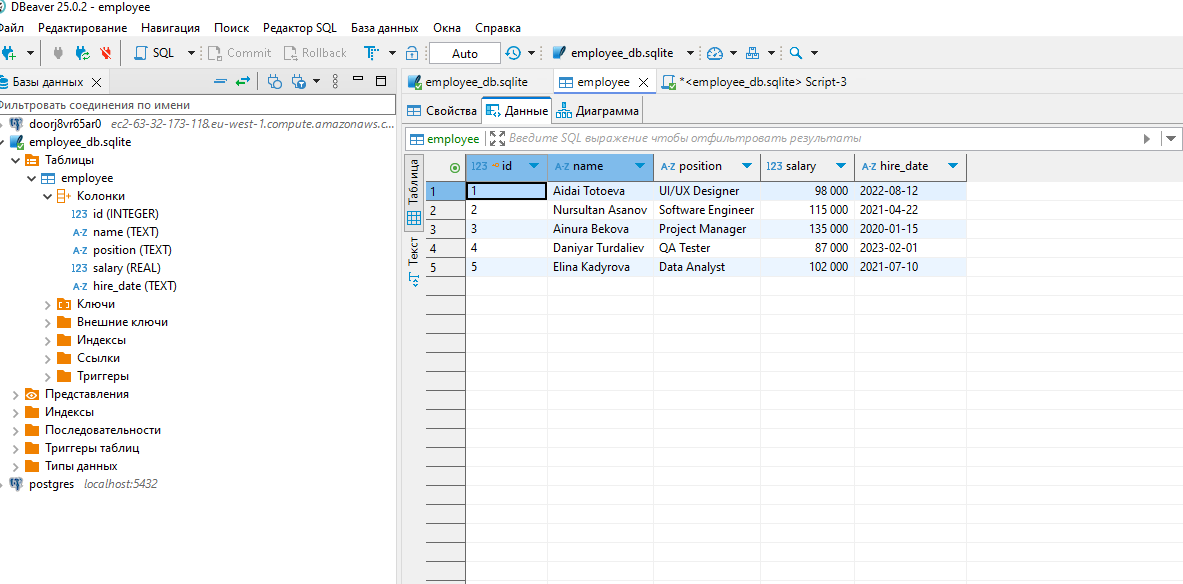 DBeaver 25.0.2 - employee
Файл Редактирование Навигация Поиск Редактор SQL База данных Окна Справка
SQL Commit Rollback Auto employee_db.sqlite
Базы данных
employee_db.sqlite employee *<employee_db.sqlite> Script-3
Фильтровать соединения по имени
Свойства Данные Диаграмма
doorj8vr65ar0 ec2-63-32-173-118.eu-west-1.compute.amazonaws.c...
employee_db.sqlite
Таблицы
employee
Колонки
123 id (INTEGER)
A-Z name (TEXT)
A-Z position (TEXT)
123 salary (REAL)
A-Z hire_date (TEXT)
Ключи
Внешние ключи
Индексы
Ссылки
Триггеры
Представления
Индексы
Последовательности
Триггеры таблиц
Типы данных
postgres localhost:5432
employee Введите SQL выражение чтобы отфильтровать результаты
Таблица
Текст
123 id A-Z name A-Z position 123 salary A-Z hire_date
1 1 Aidai Totoeva UI/UX Designer 98 000 2022-08-12
2 2 Nursultan Asanov Software Engineer 115 000 2021-04-22
3 3 Ainura Bekova Project Manager 135 000 2020-01-15
4 4 Daniyar Turdaliev QA Tester 87 000 2023-02-01
5 5 Elina Kadyrova Data Analyst 102 000 2021-07-10